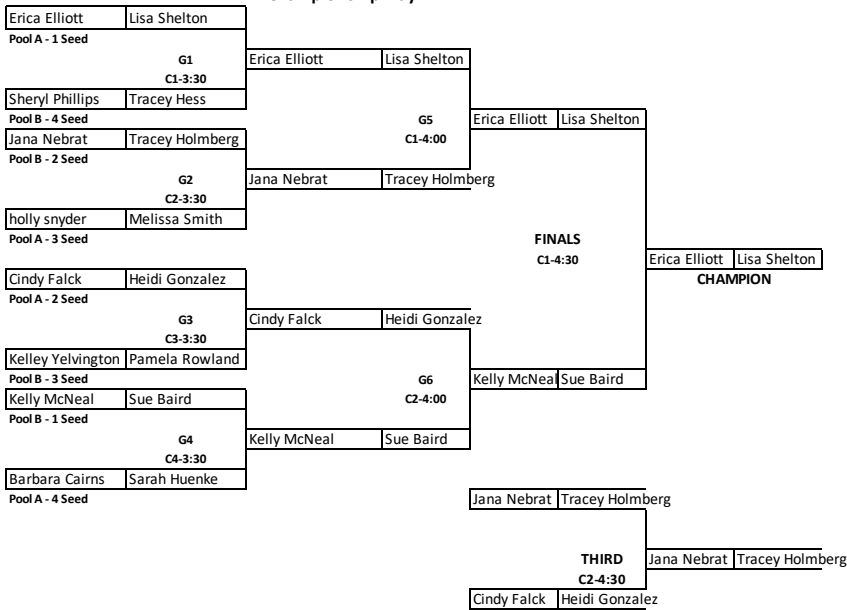 Erica Elliott Lisa Shelton
Pool A - 1 Seed
G1
C1-3:30
Erica Elliott Lisa Shelton
Sheryl Phillips Tracey Hess
Pool B - 4 Seed
G5
C1-4:00
Erica Elliott Lisa Shelton
Jana Nebrat Tracey Holmberg
Pool B - 2 Seed
G2
C2-3:30
Jana Nebrat Tracey Holmberg
holly snyder Melissa Smith
Pool A - 3 Seed
FINALS
C1-4:30
Erica Elliott Lisa Shelton
CHAMPION
Cindy Falck Heidi Gonzalez
Pool A - 2 Seed
G3
C3-3:30
Cindy Falck Heidi Gonzalez
Kelley Yelvington Pamela Rowland
Pool B - 3 Seed
G6
C2-4:00
Kelly McNeal Sue Baird
Kelly McNeal Sue Baird
Pool B - 1 Seed
G4
C4-3:30
Kelly McNeal Sue Baird
Barbara Cairns Sarah Huenke
Pool A - 4 Seed
Jana Nebrat Tracey Holmberg
THIRD
C2-4:30
Jana Nebrat Tracey Holmberg
Cindy Falck Heidi Gonzalez